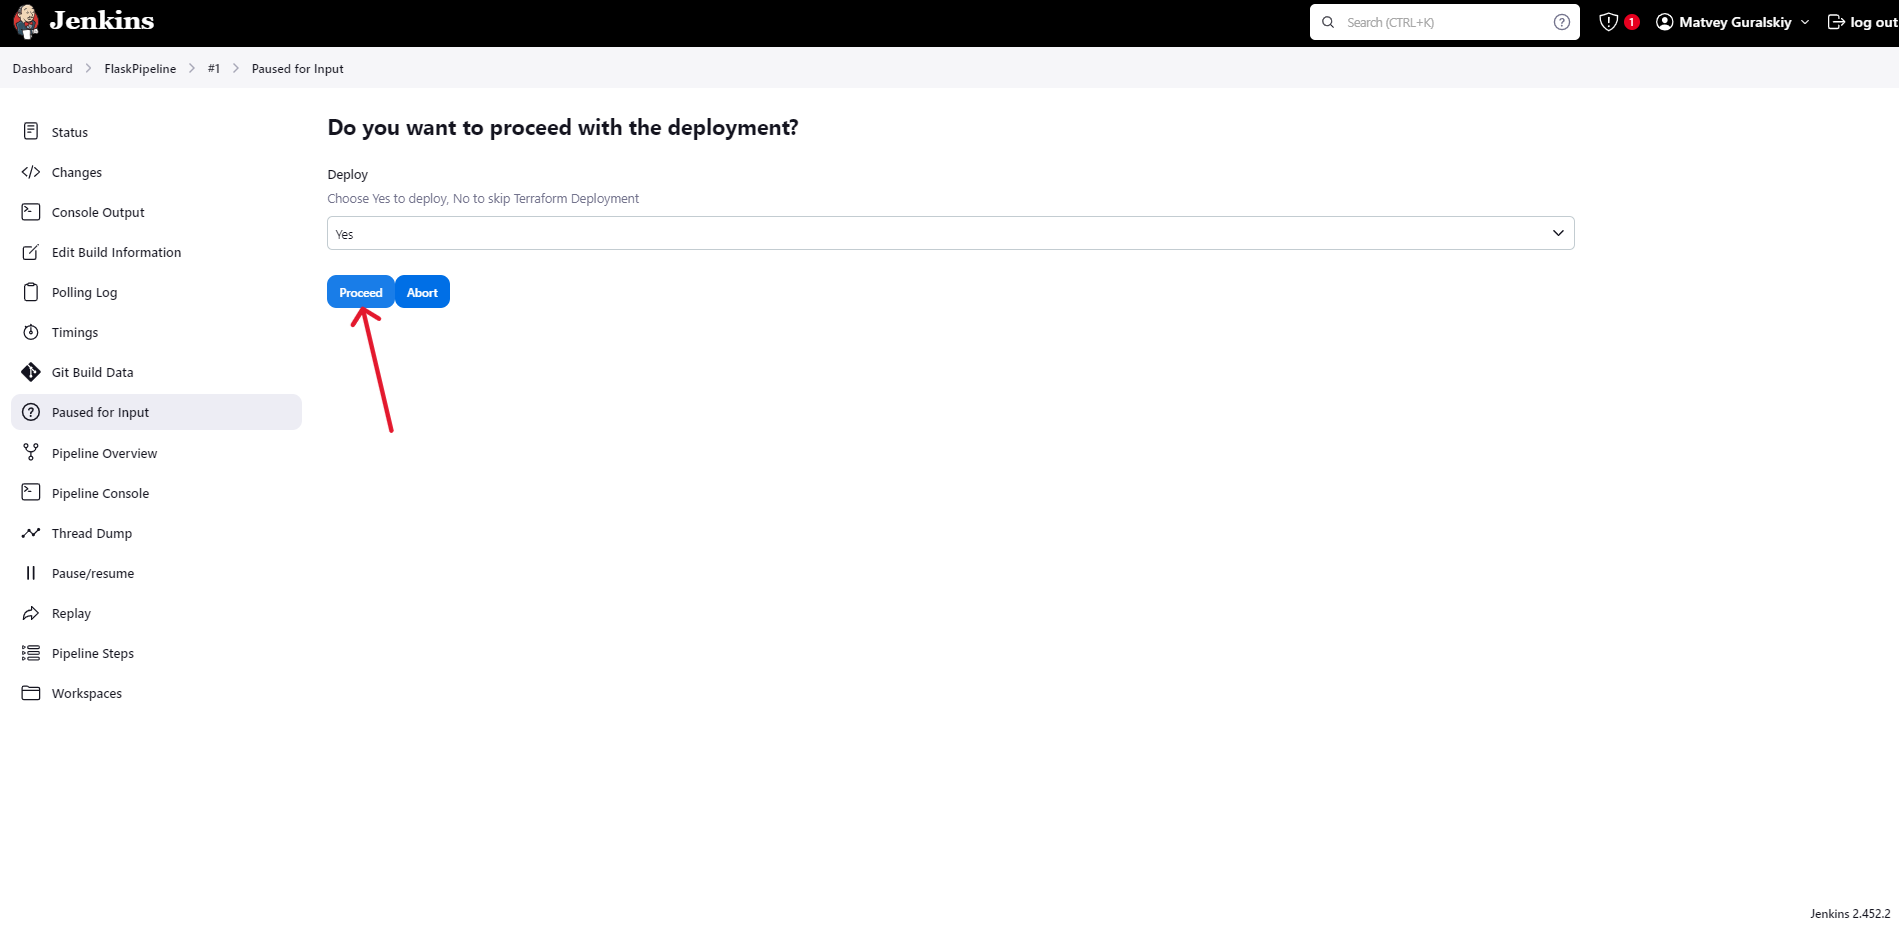 Jenkins
Search (CTRL+K)
?
1
Matvey Guralskiy
log out
Dashboard
FlaskPipeline
#1
Paused for Input
Status
Changes
Console Output
Edit Build Information
Polling Log
Timings
Git Build Data
Paused for Input
Pipeline Overview
Pipeline Console
Thread Dump
Pause/resume
Replay
Pipeline Steps
Workspaces
Do you want to proceed with the deployment?
Deploy
Choose Yes to deploy, No to skip Terraform Deployment
Yes
Proceed
Abort
Jenkins 2.452.2